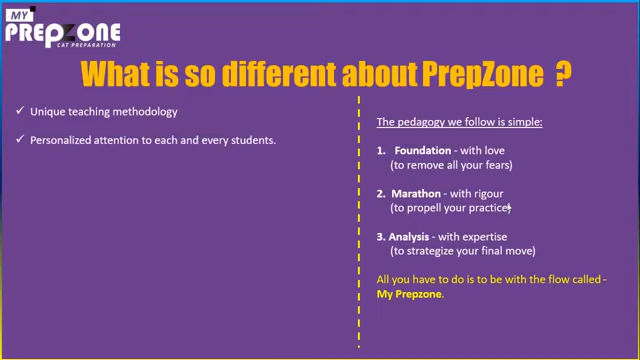 MY
PREPZONE
CAT PREPARATION
What is so different about PrepZone ?
✓ Unique teaching methodology
✓ Personalized attention to each and every students.
The pedagogy we follow is simple:
1. Foundation - with love
(to remove all your fears)
2. Marathon - with rigour
(to propell your practice)
3. Analysis - with expertise
(to strategize your final move)
All you have to do is to be with the flow called -
My Prepzone.